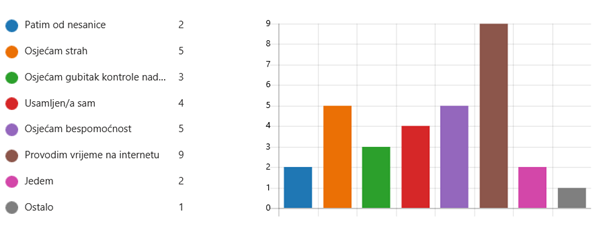 Patim od nesanice 2
Osjećam strah 5
Osjećam gubitak kontrole nad... 3
Usamljen/a sam 4
Osjećam bespomoćnost 5
Provodim vrijeme na internetu 9
Jedem 2
Ostalo 1
9
8
7
6
5
4
3
2
1
0